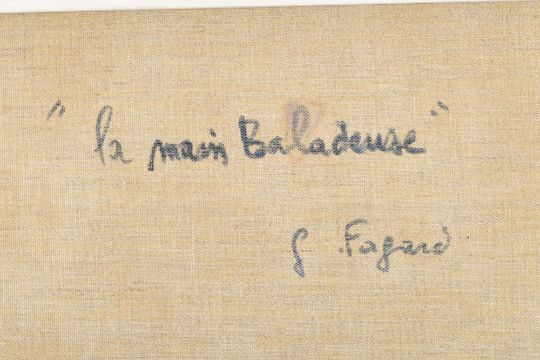 "la main Baladeuse"
G. Fagard